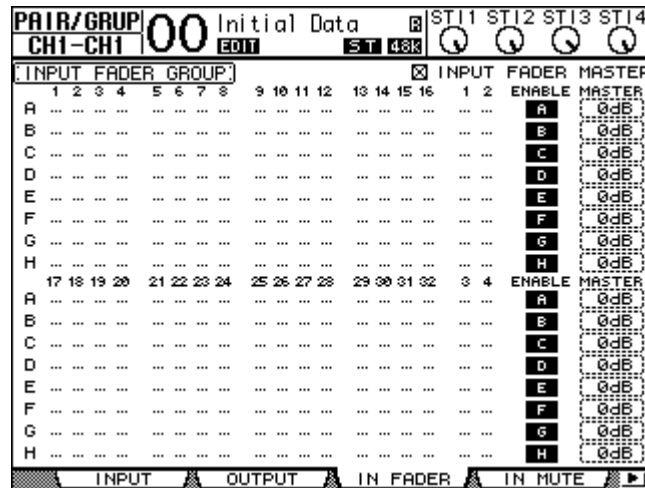 PAIR/GRUP 00 Initial Data R STI1 STI2 STI3 STI4
CH1-CH1 EDIT ST 48K
INPUT FADER GROUP INPUT FADER MASTER
1 2 3 4 5 6 7 8 9 10 11 12 13 14 15 16 1 2 ENABLE MASTER
A A 0dB
B B 0dB
C C 0dB
D D 0dB
E E 0dB
F F 0dB
G G 0dB
H H 0dB
17 18 19 20 21 22 23 24 25 26 27 28 29 30 31 32 3 4 ENABLE MASTER
A A 0dB
B B 0dB
C C 0dB
D D 0dB
E E 0dB
F F 0dB
G G 0dB
H H 0dB
INPUT OUTPUT IN FADER IN MUTE